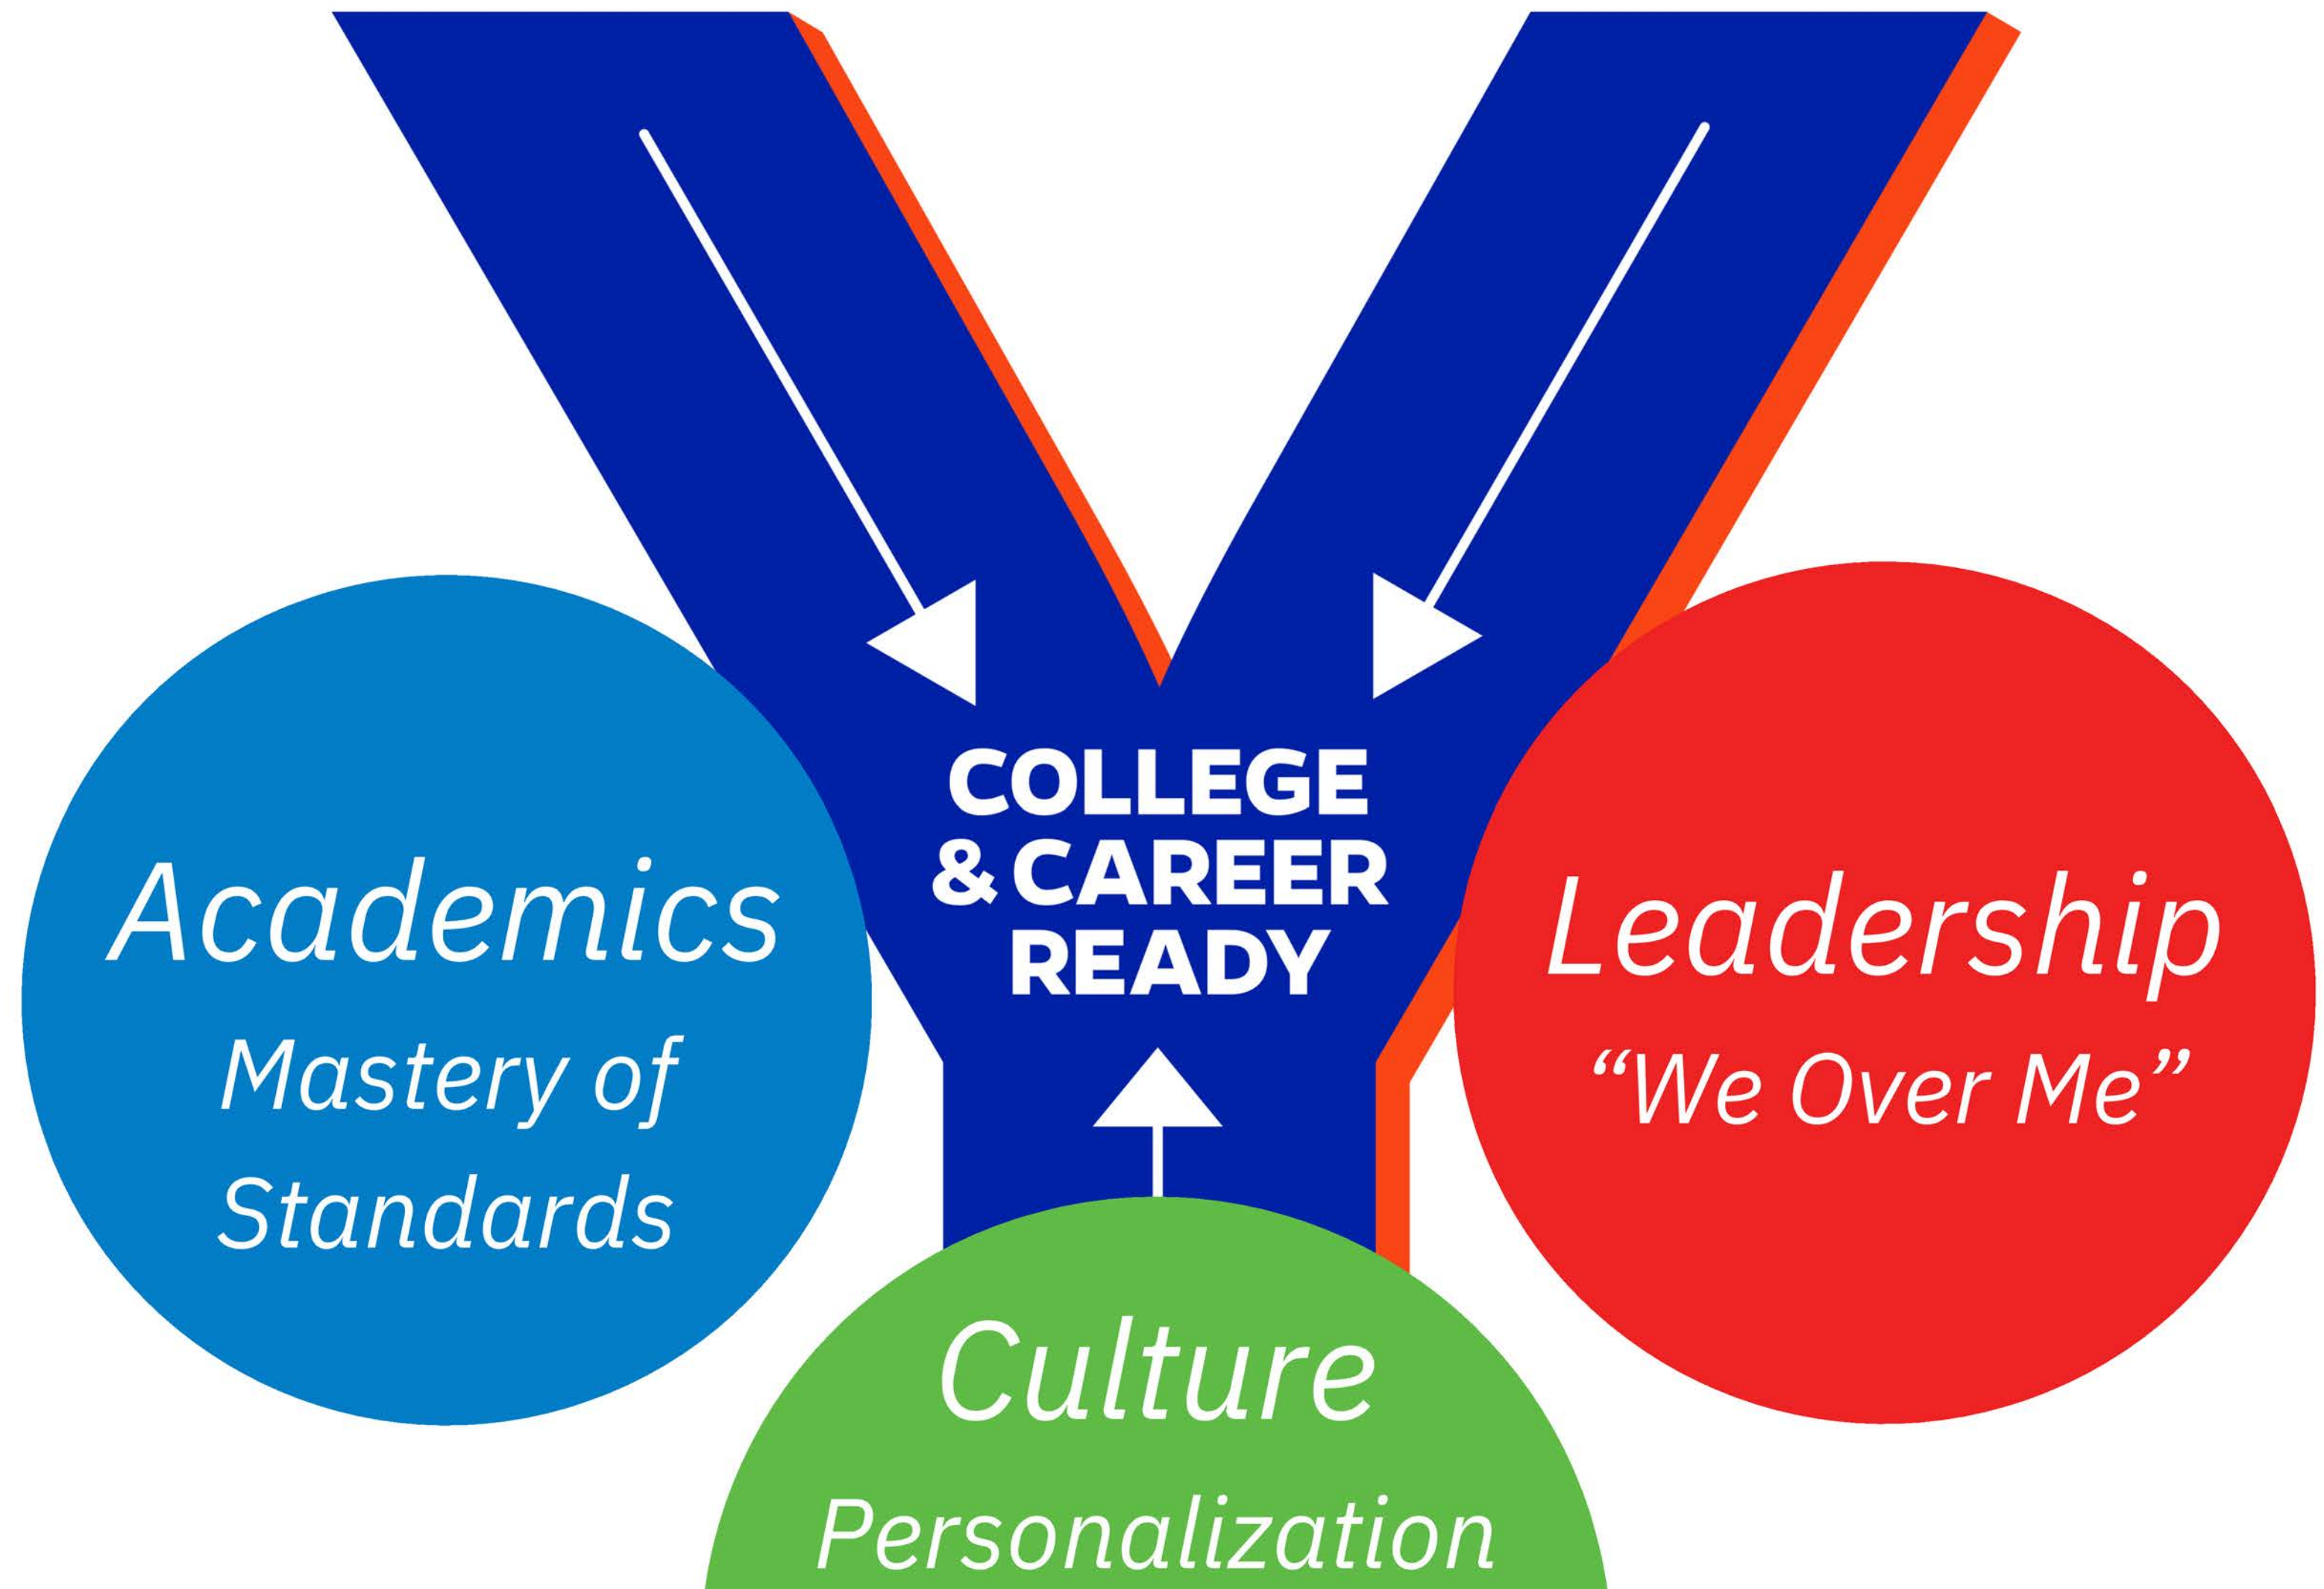 COLLEGE
& CAREER
READY
Academics
Mastery of
Standards
Leadership
“We Over Me”
Culture
Personalization